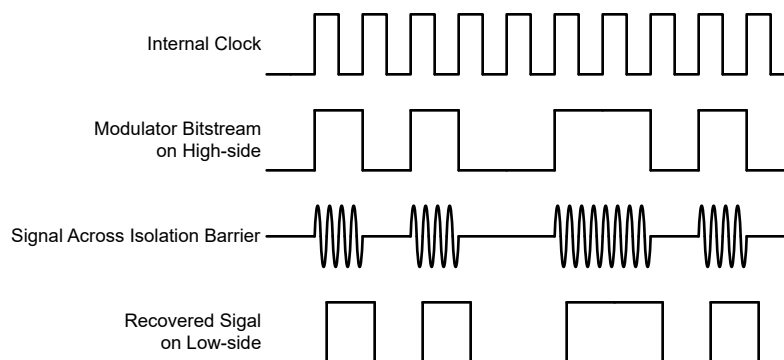 Internal Clock
Modulator Bitstream
on High-side
Signal Across Isolation Barrier
Recovered Sigal
on Low-side